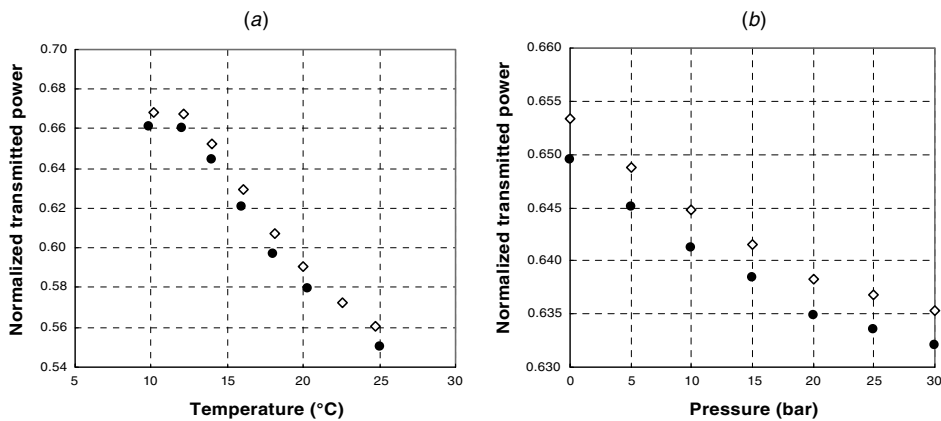 (a)
Normalized transmitted power
0.70
0.68
0.66
0.64
0.62
0.60
0.58
0.56
0.54
5 10 15 20 25 30
Temperature (°C)
(b)
Normalized transmitted power
0.660
0.655
0.650
0.645
0.640
0.635
0.630
0 5 10 15 20 25 30
Pressure (bar)